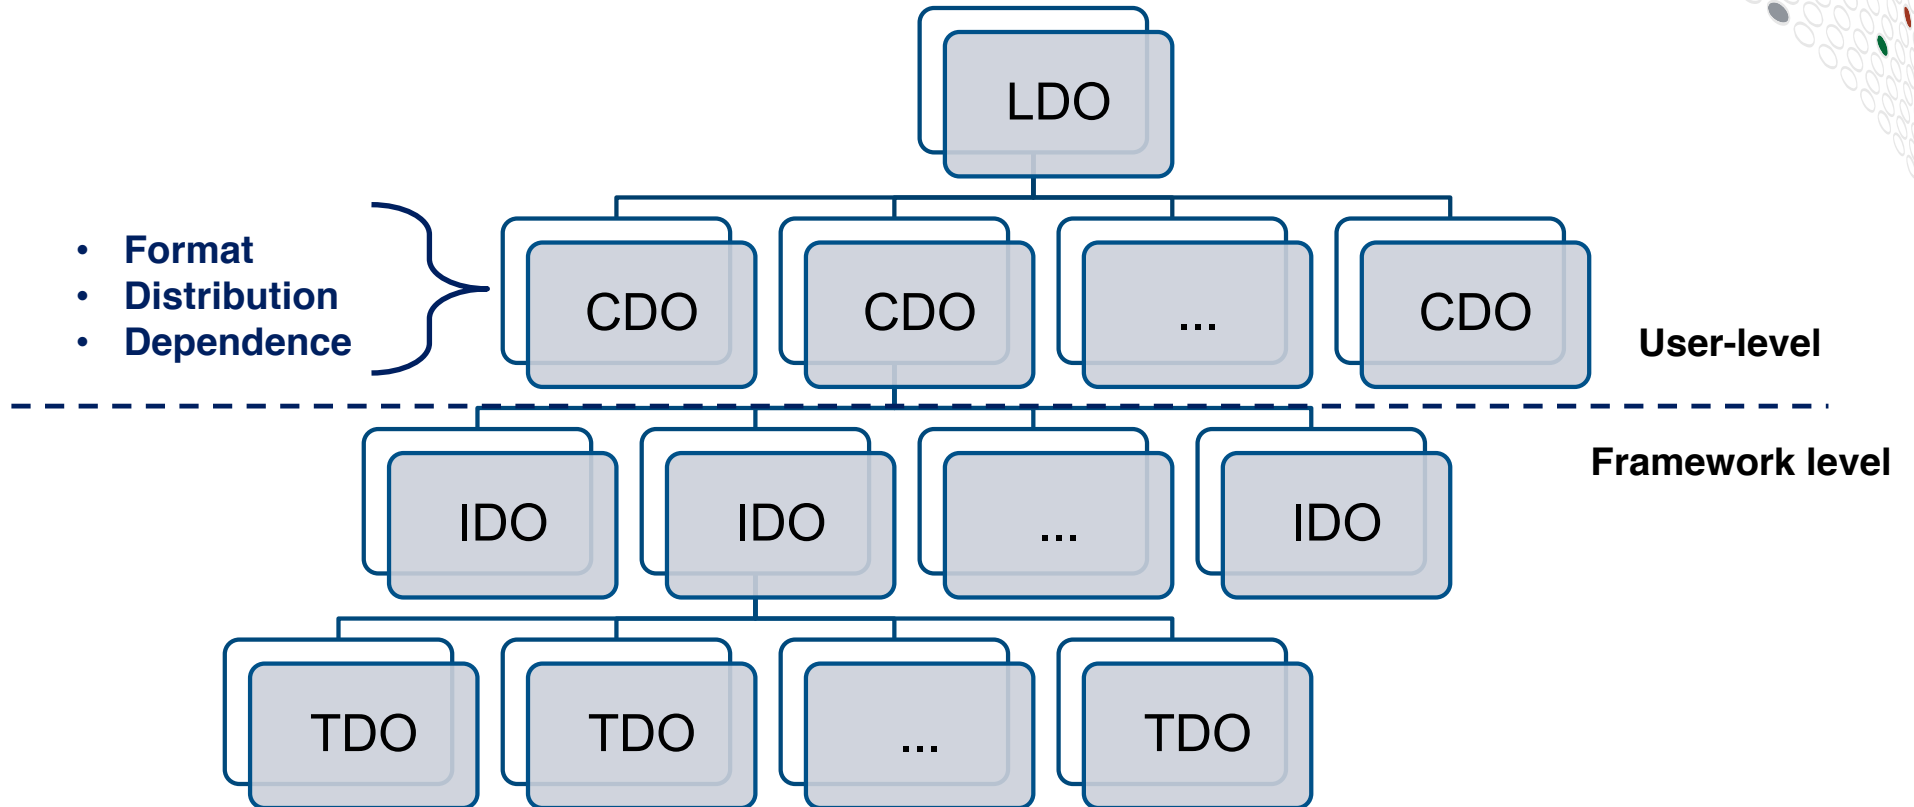 LDO
• Format
• Distribution
• Dependence
CDO CDO ... CDO
User-level
Framework level
IDO IDO ... IDO
TDO TDO ... TDO